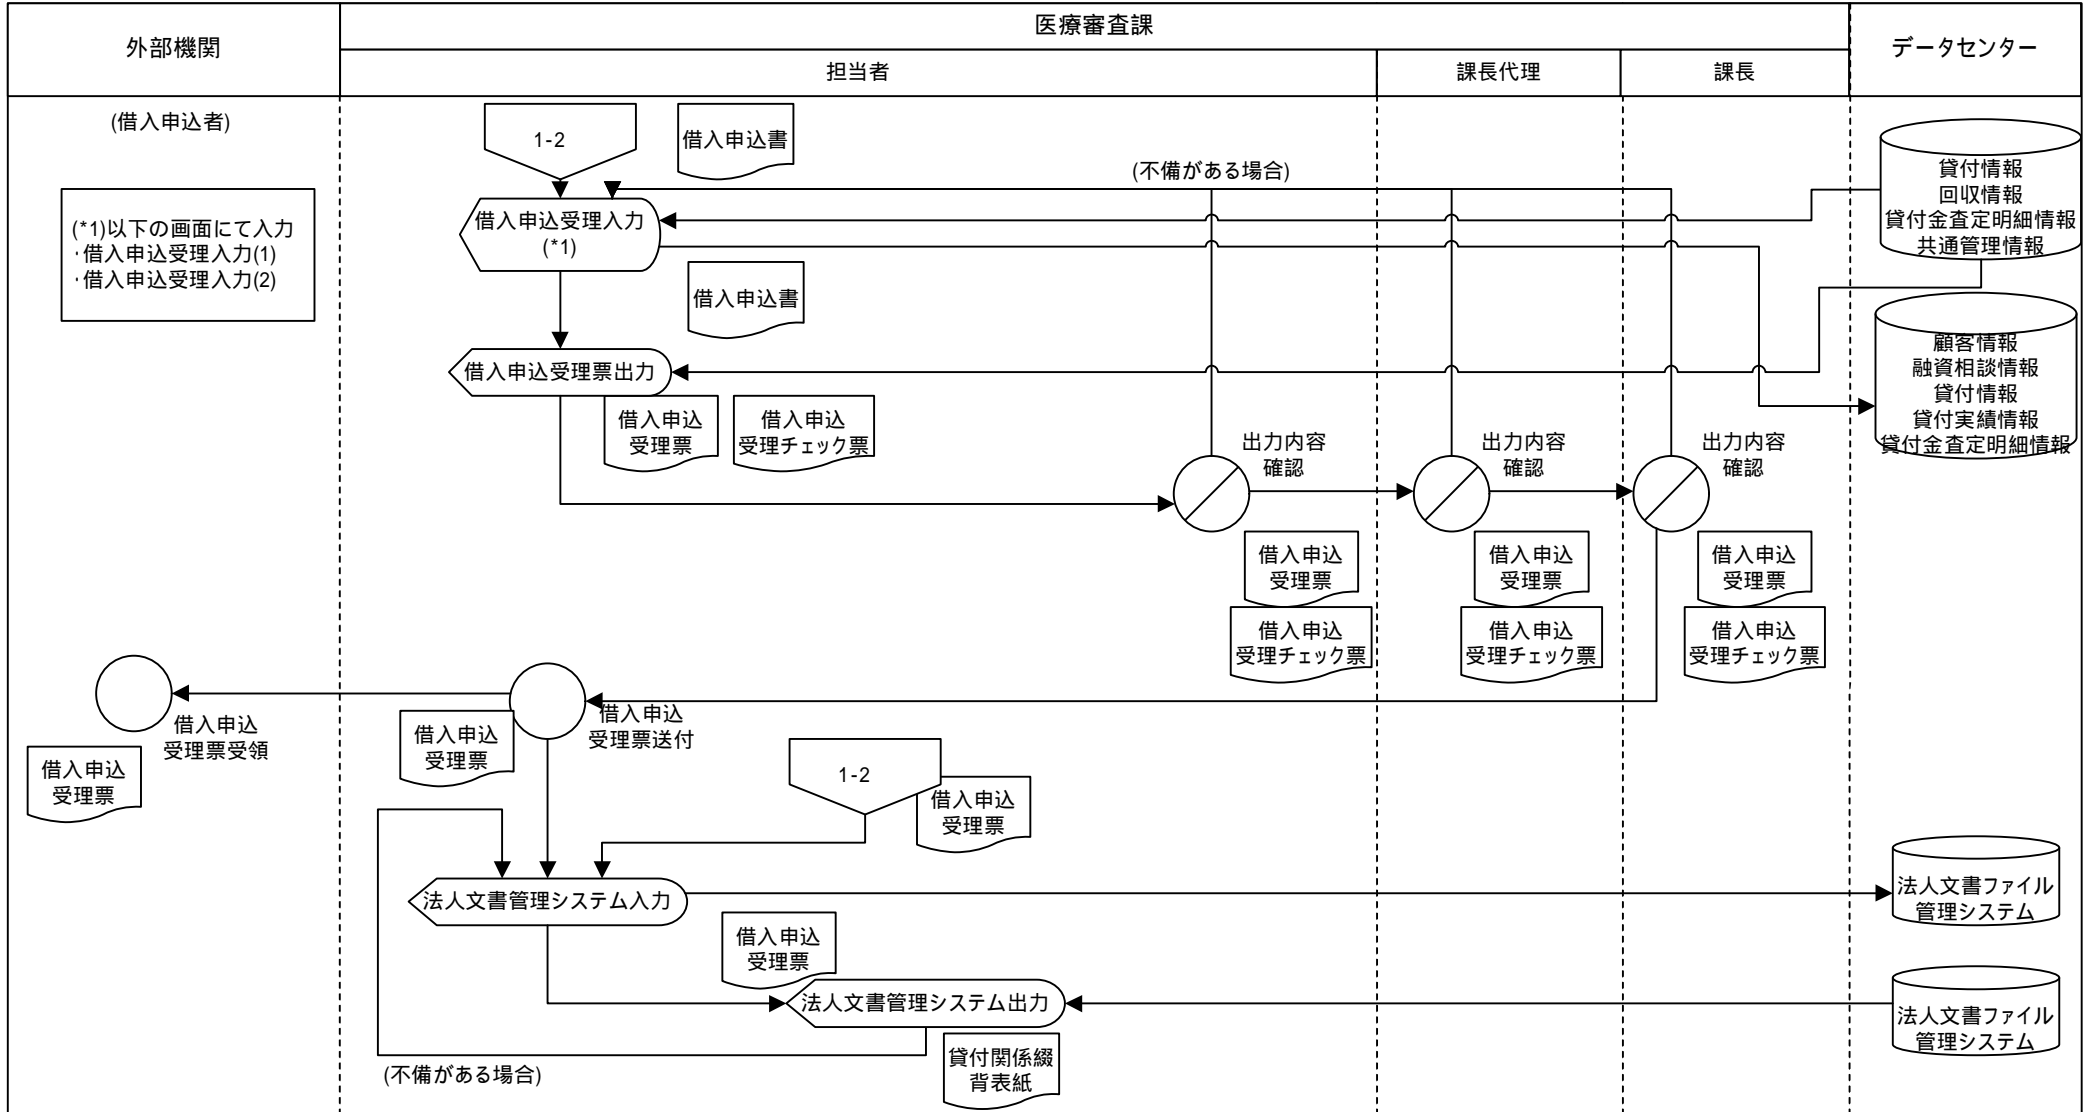 外部機関
医療審査課
データセンター
担当者
課長代理
課長
(借入申込者)
1-2
借入申込書
(不備がある場合)
貸付情報
回収情報
貸付金査定明細情報
共通管理情報
(*1)以下の画面にて入力
・借入申込受理入力(1)
・借入申込受理入力(2)
借入申込受理入力
(*1)
借入申込書
顧客情報
融資相談情報
貸付情報
貸付実績情報
貸付金査定明細情報
借入申込受理票出力
借入申込
受理票
借入申込
受理チェック票
出力内容
確認
出力内容
確認
出力内容
確認
借入申込
受理票
借入申込
受理票
借入申込
受理票
借入申込
受理チェック票
借入申込
受理チェック票
借入申込
受理チェック票
借入申込
受理票受領
借入申込
受理票
借入申込
受理票
借入申込
受理票送付
1-2
借入申込
受理票
法人文書管理システム入力
法人文書ファイル
管理システム
借入申込
受理票
法人文書管理システム出力
法人文書ファイル
管理システム
貸付関係綴
背表紙
(不備がある場合)